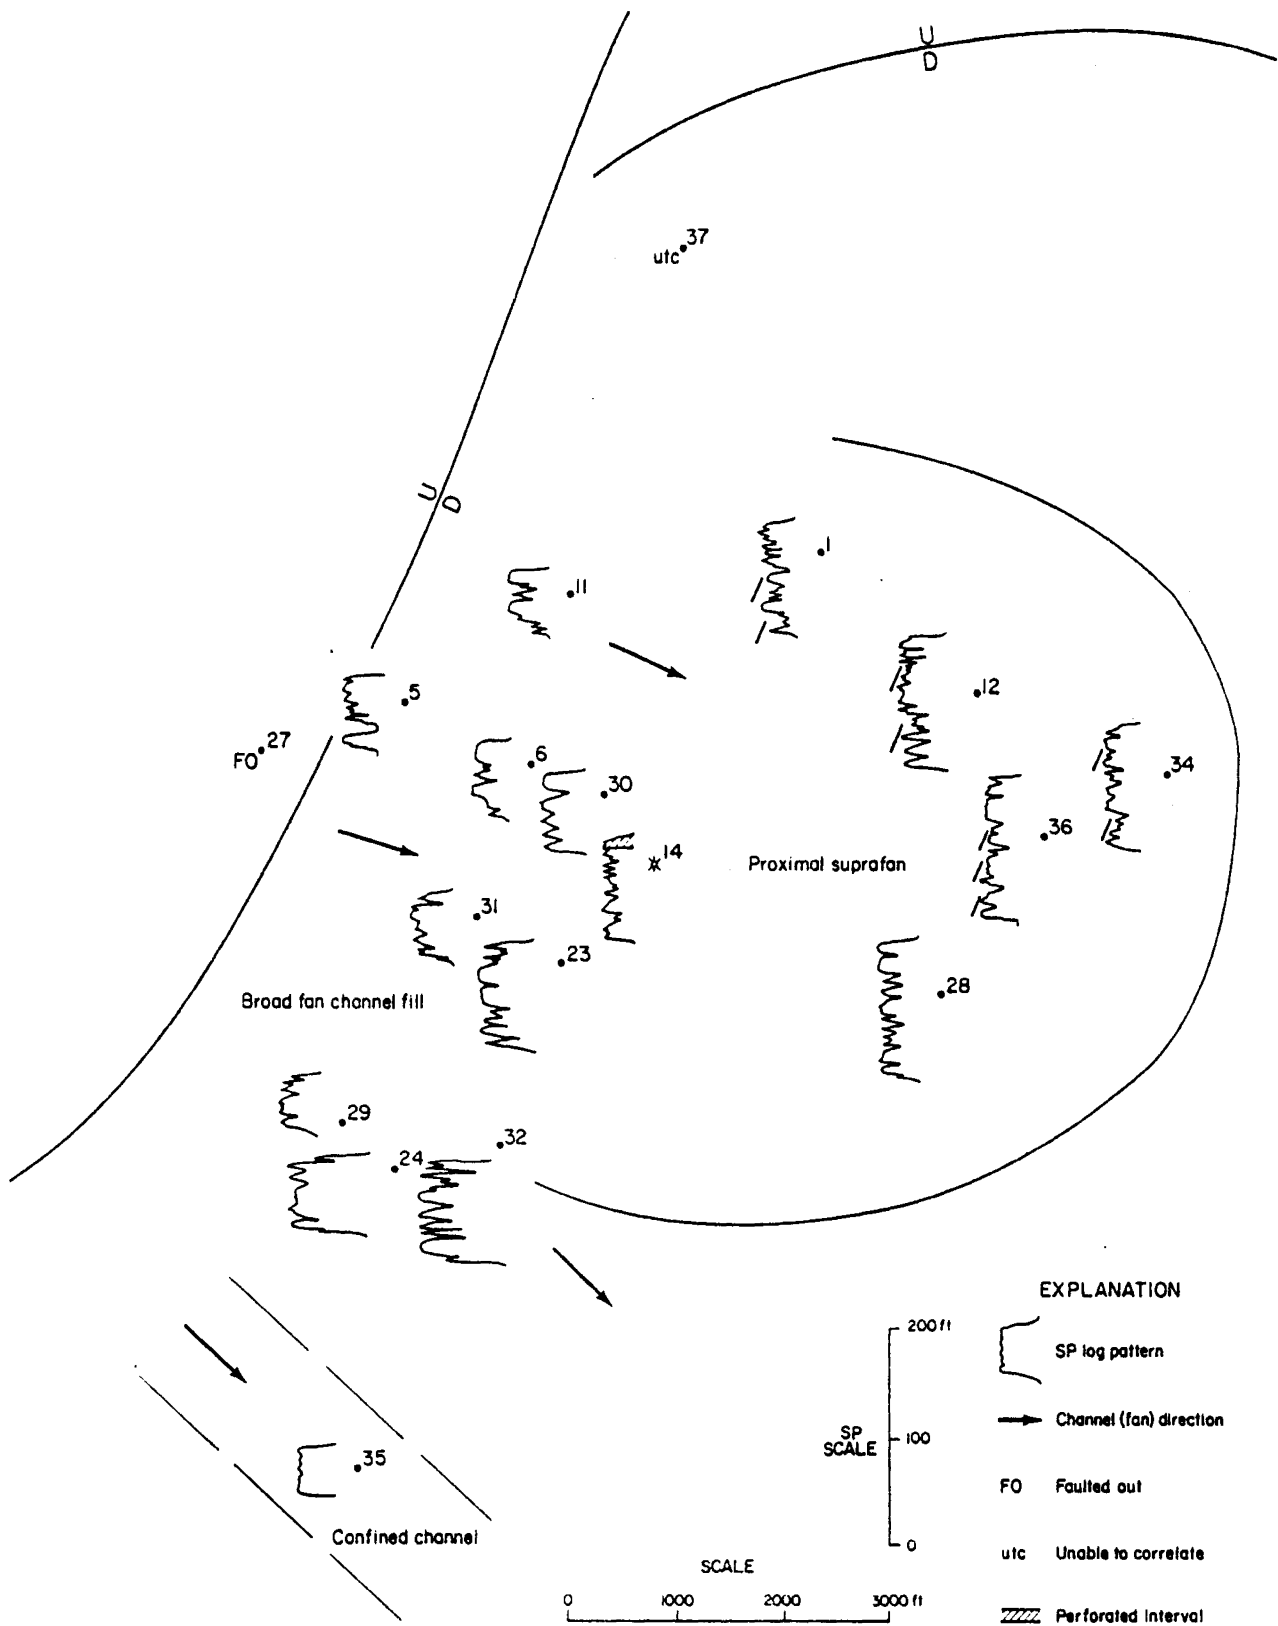 U
D
37
utc
U
D
1
11
12
5
34
27
FO
6
30
36
14
Proximal suprafan
31
23
28
Broad fan channel fill
29
32
24
EXPLANATION
200 ft
SP log pattern
Channel (fan) direction
SP
SCALE
100
35
FO Faulted out
Confined channel
0
utc Unable to correlate
SCALE
0 1000 2000 3000 ft
Perforated Interval